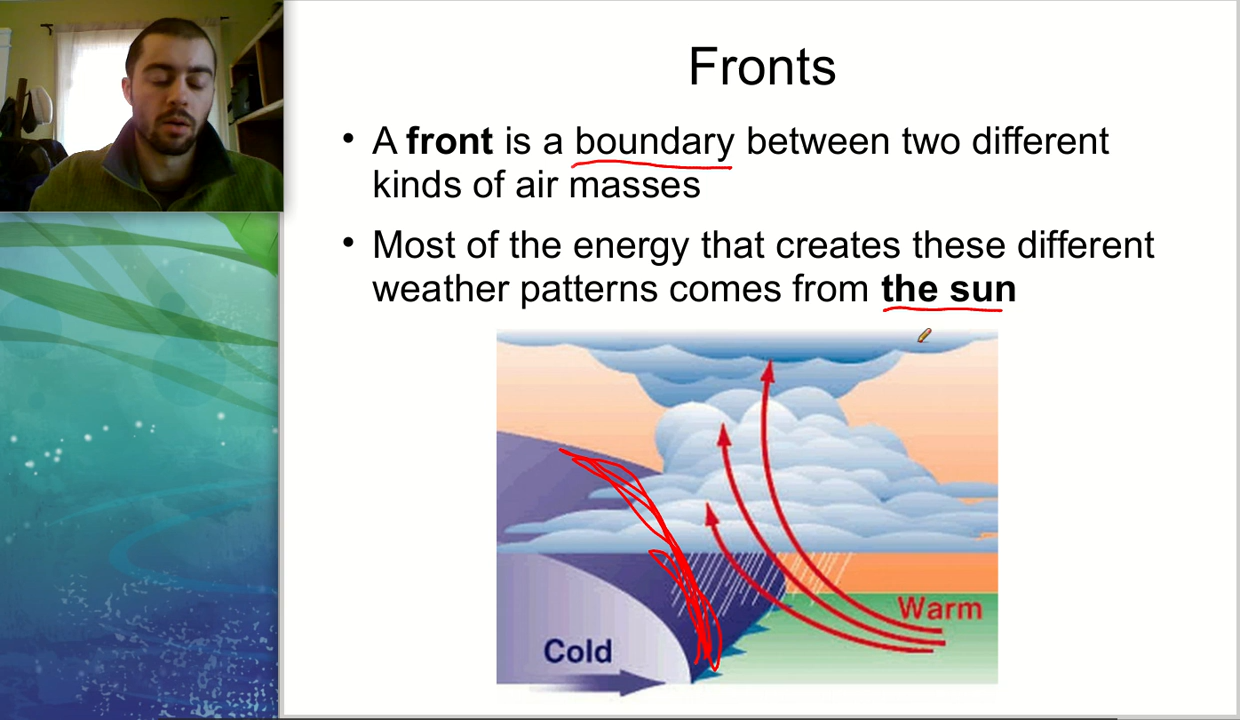 Fronts
• A front is a boundary between two different
kinds of air masses
• Most of the energy that creates these different
weather patterns comes from the sun
Warm
Cold